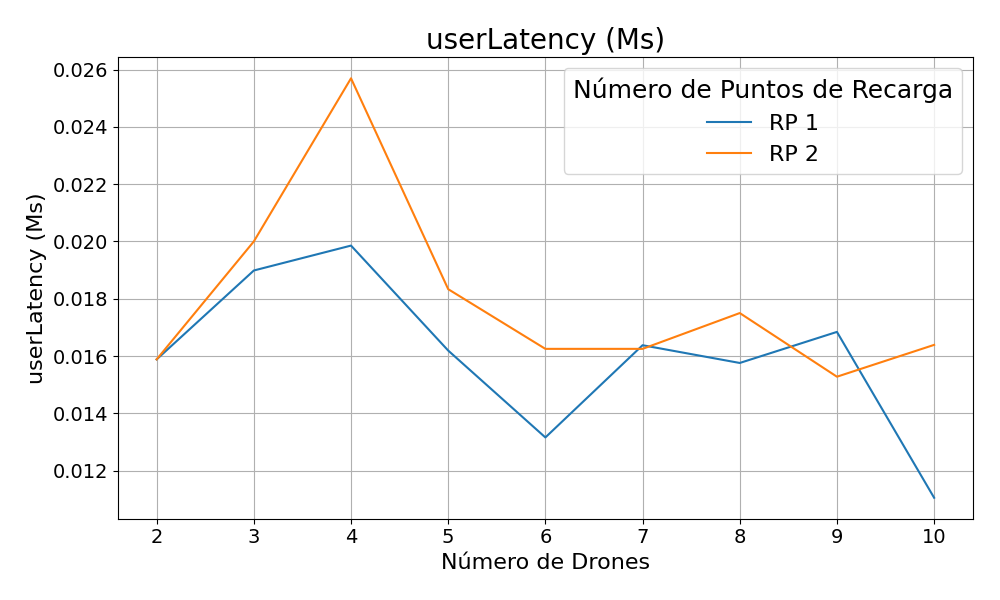 userLatency (Ms)
Número de Puntos de Recarga
RP 1
RP 2
userLatency (Ms)
0.026
0.024
0.022
0.020
0.018
0.016
0.014
0.012
2 3 4 5 6 7 8 9 10
Número de Drones